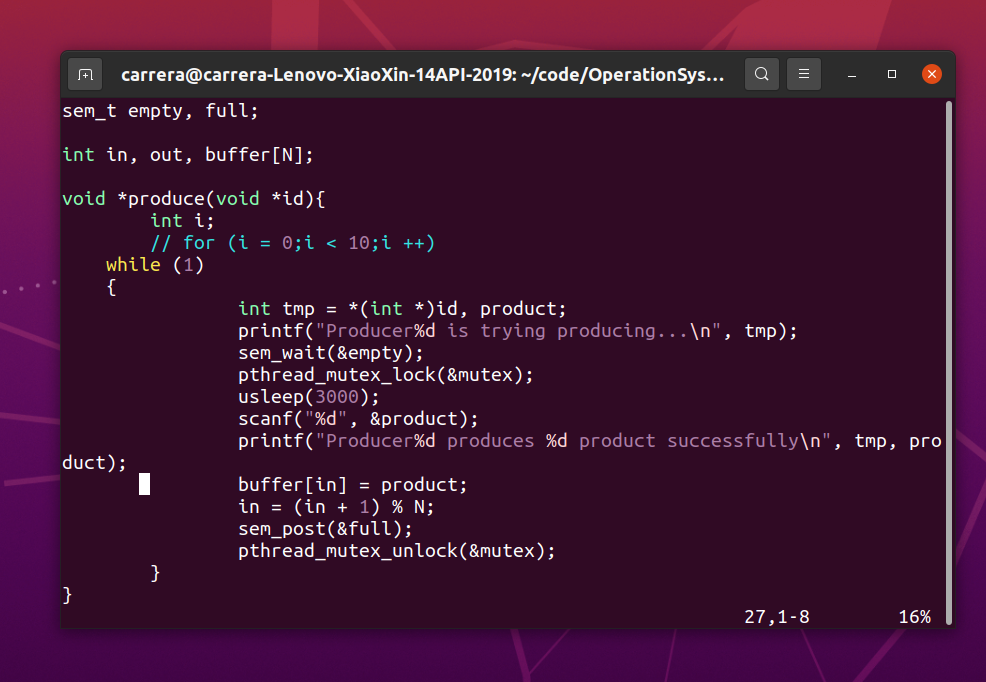 carrera@carrera-Lenovo-XiaoXin-14API-2019: ~/code/OperationSys...
sem_t empty, full;
int in, out, buffer[N];
void *produce(void *id){
int i;
// for (i = 0;i < 10;i ++)
while (1)
{
int tmp = *(int *)id, product;
printf("Producer%d is trying producing...\n", tmp);
sem_wait(&empty);
pthread_mutex_lock(&mutex);
usleep(3000);
scanf("%d", &product);
printf("Producer%d produces %d product successfully\n", tmp, pro
duct);
buffer[in] = product;
in = (in + 1) % N;
sem_post(&full);
pthread_mutex_unlock(&mutex);
}
}
27,1-8 16%